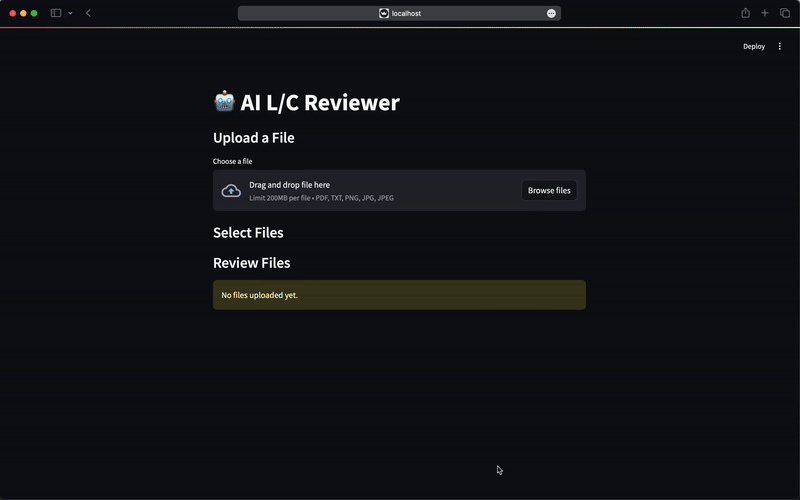 localhost
Deploy
AI L/C Reviewer
Upload a File
Choose a file
Drag and drop file here
Limit 200MB per file • PDF, TXT, PNG, JPG, JPEG
Browse files
Select Files
Review Files
No files uploaded yet.